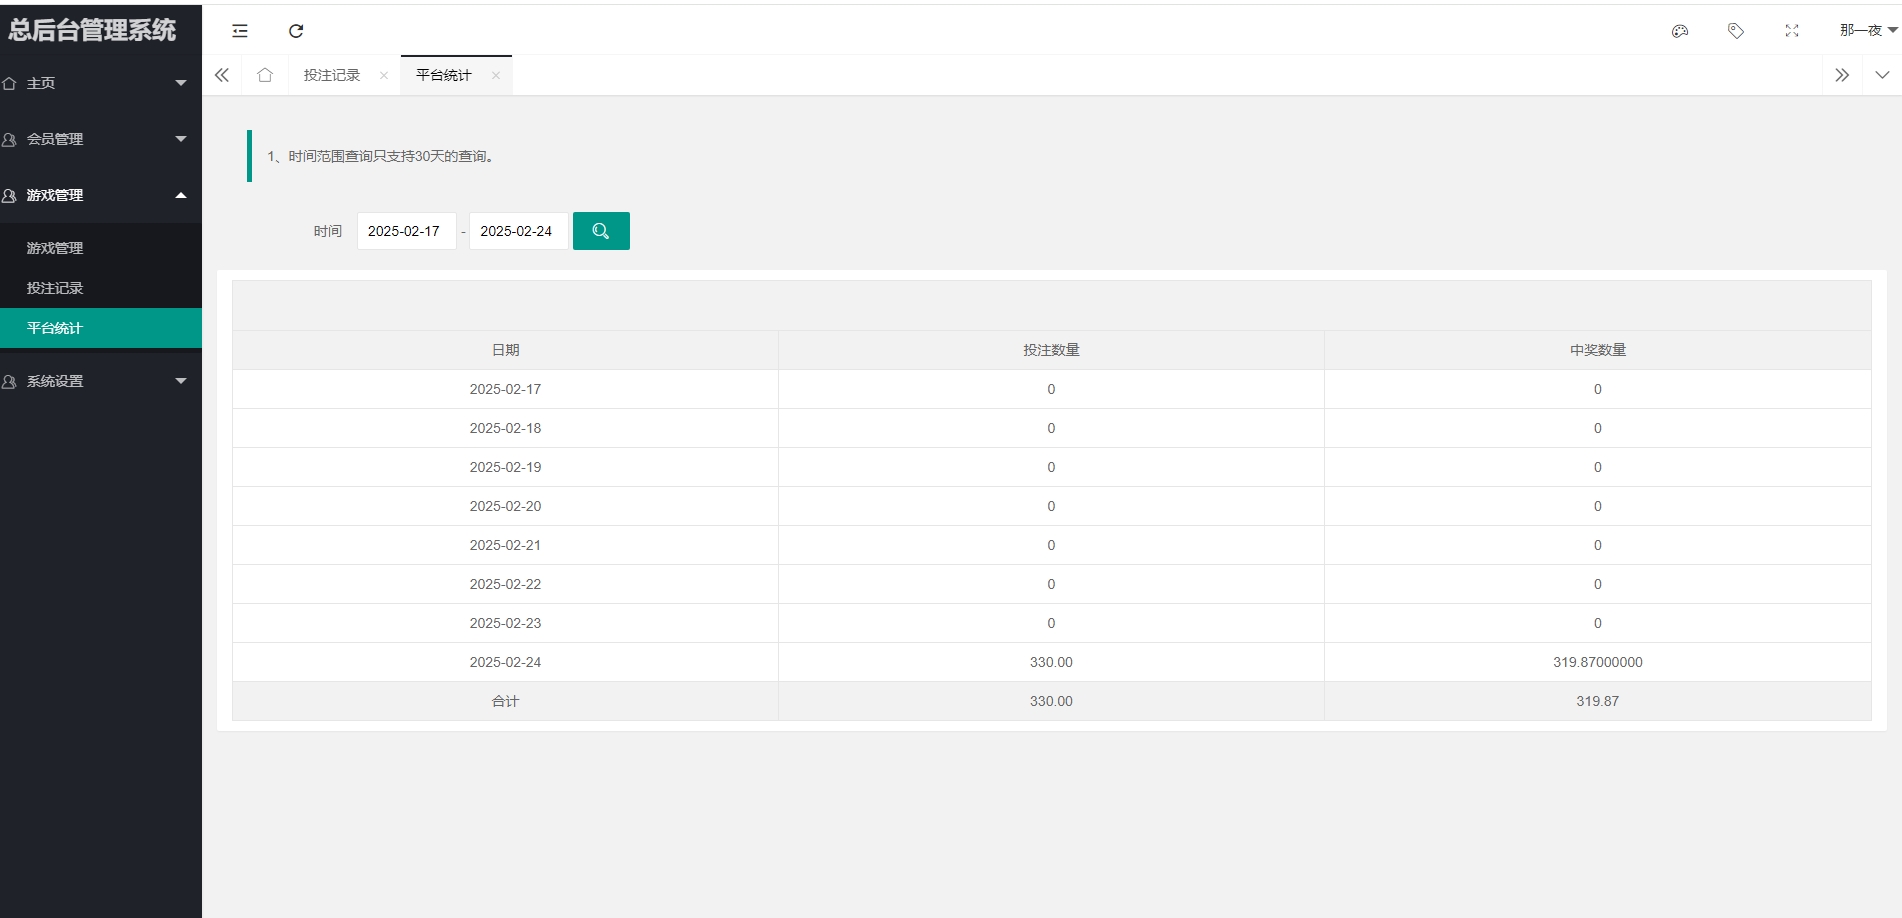 总后台管理系统
那一夜
主页
会员管理
游戏管理
游戏管理
投注记录
平台统计
系统设置
投注记录
平台统计
1、时间范围查询只支持30天的查询。
时间 2025-02-17 - 2025-02-24
日期 投注数量 中奖数量
2025-02-17 0 0
2025-02-18 0 0
2025-02-19 0 0
2025-02-20 0 0
2025-02-21 0 0
2025-02-22 0 0
2025-02-23 0 0
2025-02-24 330.00 319.87000000
合计 330.00 319.87